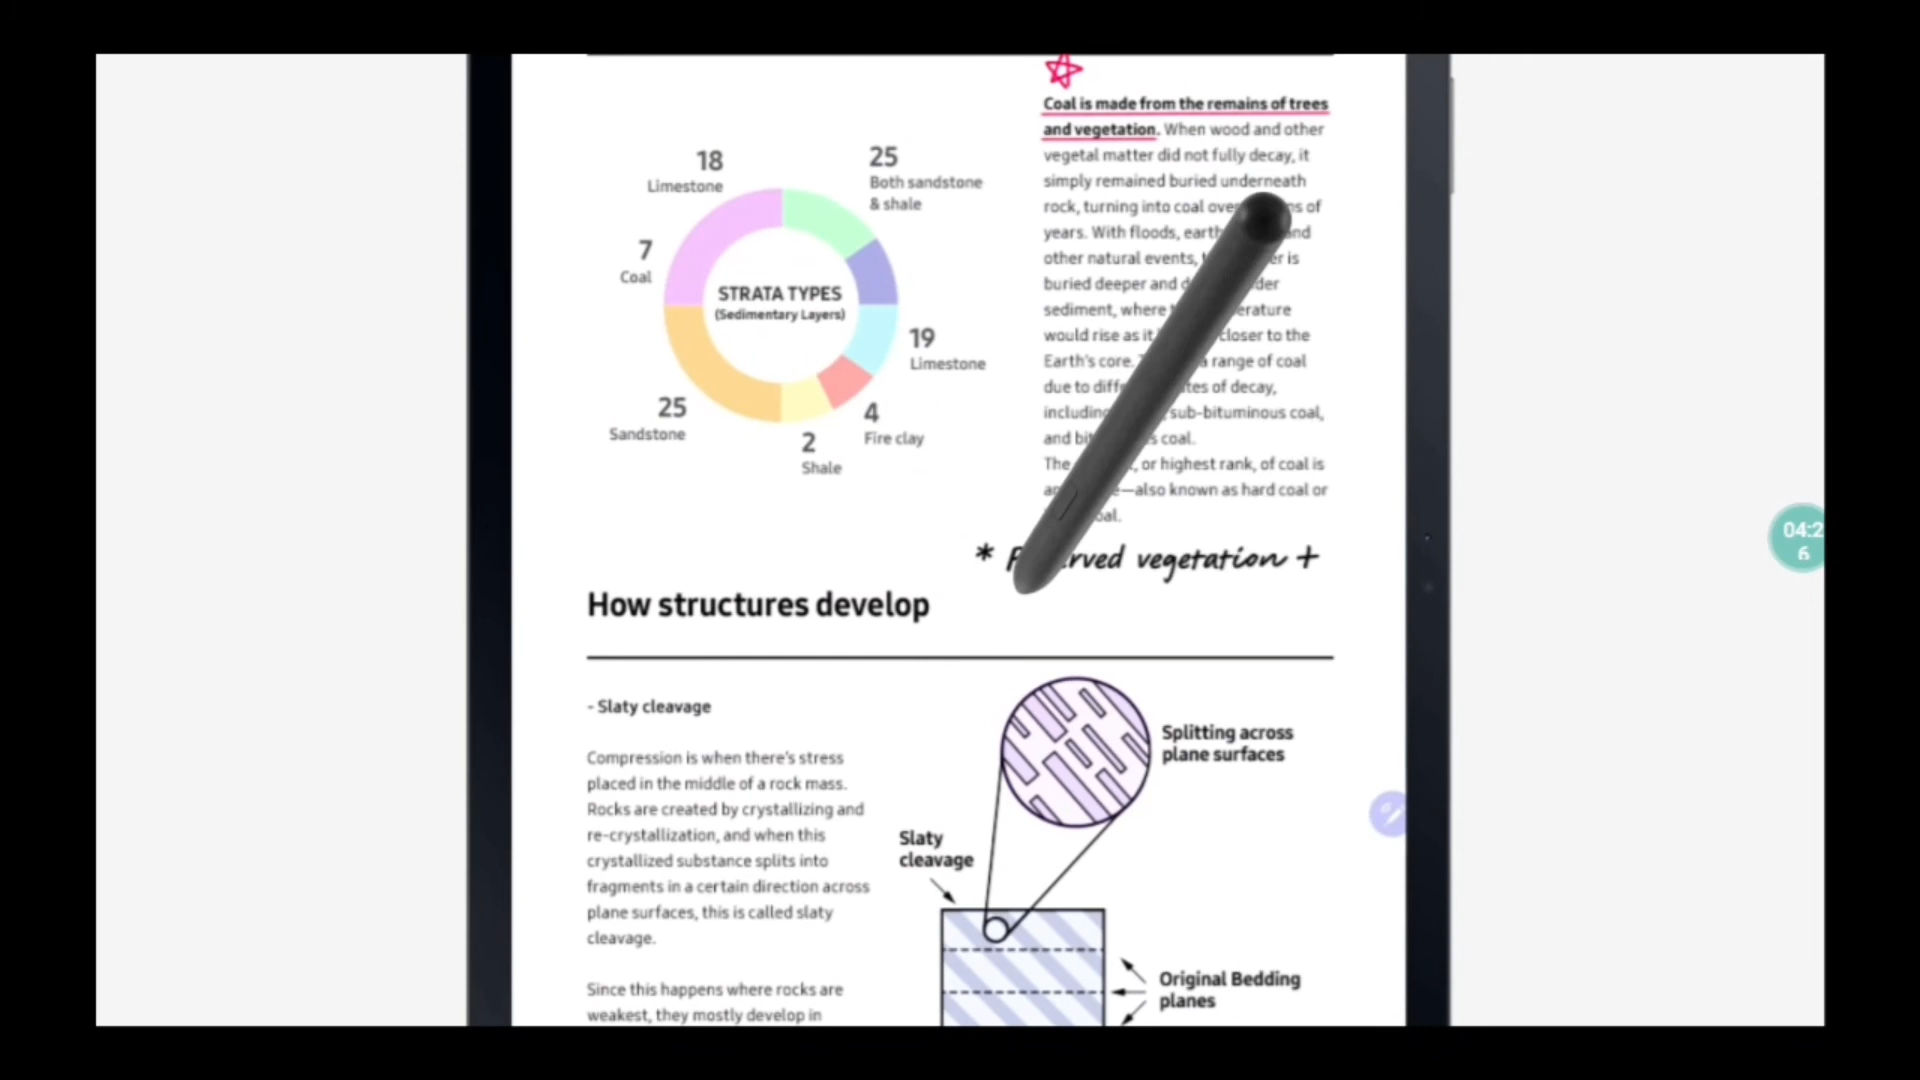 18
Limestone
25
Both sandstone
& shale
7
Coal
STRATA TYPES
(Sedimentary Layers)
19
Limestone
25
Sandstone
4
Fire clay
2
Shale
Coal is made from the remains of trees
and vegetation. When wood and other
vegetal matter did not fully decay, it
simply remained buried underneath
rock, turning into coal over of
years. With floods, and
other natural events, is
buried deeper and
sediment, where
would rise as it closer to the
Earth's core. a range of coal
due to of decay,
including sub-bituminous coal,
and coal.
The , or highest rank, of coal is
—also known as hard coal or
coal.
* vegetation +
How structures develop
- Slaty cleavage
Compression is when there's stress
placed in the middle of a rock mass.
Rocks are created by crystallizing and
re-crystallization, and when this
crystallized substance splits into
fragments in a certain direction across
plane surfaces, this is called slaty
cleavage.
Since this happens where rocks are
weakest, they mostly develop in
Splitting across
plane surfaces
Slaty
cleavage
Original Bedding
planes
04:2
6